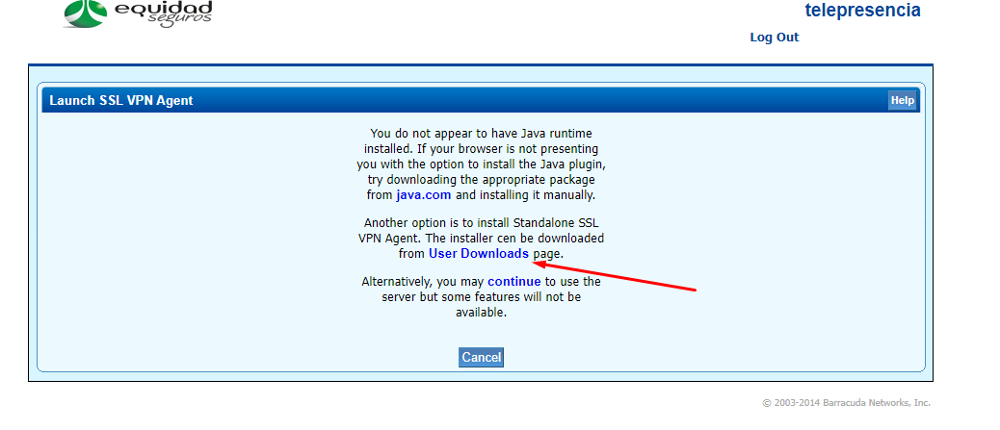 equidad
seguros
telepresencia
Log Out
Launch SSL VPN Agent
Help
You do not appear to have Java runtime
installed. If your browser is not presenting
you with the option to install the Java plugin,
try downloading the appropriate package
from java.com and installing it manually.
Another option is to install Standalone SSL
VPN Agent. The installer cen be downloaded
from User Downloads page.
Alternatively, you may continue to use the
server but some features will not be
available.
Cancel
© 2003-2014 Barracuda Networks, Inc.